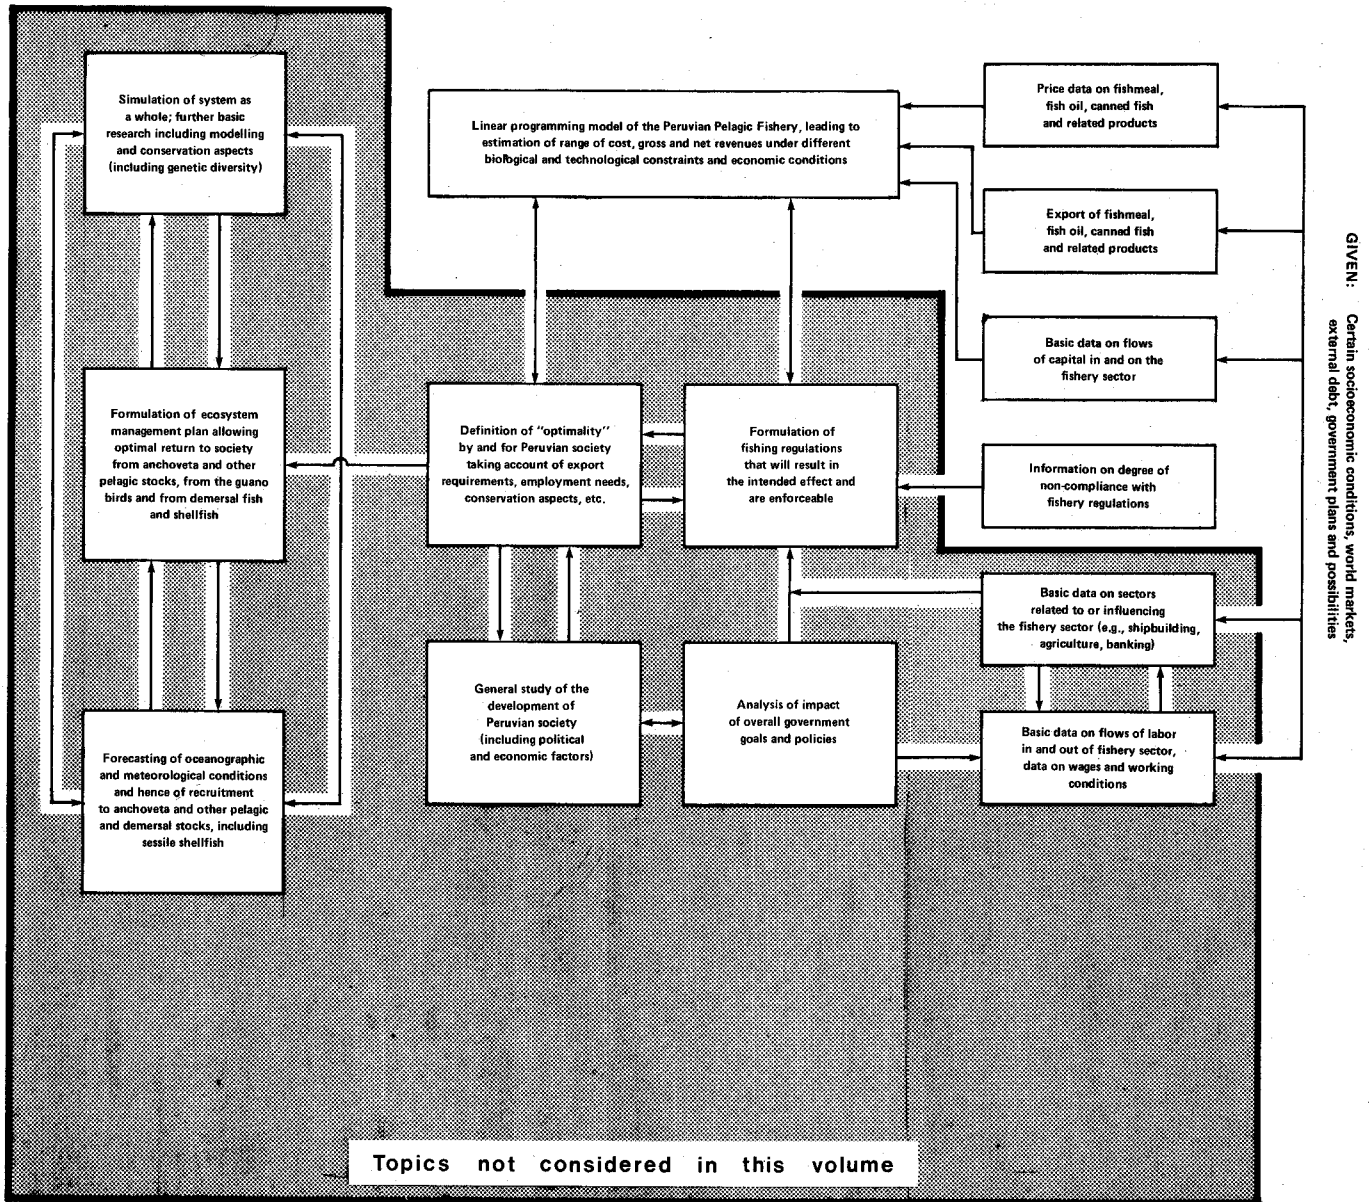 Simulation of system as
a whole; further basic
research including modelling
and conservation aspects
(including genetic diversity)
Linear programming model of the Peruvian Pelagic Fishery, leading to
estimation of range of cost, gross and net revenues under different
biological and technological constraints and economic conditions
Price data on fishmeal,
fish oil, canned fish
and related products
Export of fishmeal,
fish oil, canned fish
and related products
Basic data on flows
of capital in and on the
fishery sector
GIVEN: Certain socioeconomic conditions, world markets,
external debt, government plans and possibilities
Formulation of ecosystem
management plan allowing
optimal return to society
from anchoveta and other
pelagic stocks, from the guano
birds and from demersal fish
and shellfish
Definition of "optimality"
by and for Peruvian society
taking account of export
requirements, employment needs,
conservation aspects, etc.
Formulation of
fishing regulations
that will result in
the intended effect and
are enforceable
Information on degree of
non-compliance with
fishery regulations
Basic data on sectors
related to or influencing
the fishery sector (e.g., shipbuilding,
agriculture, banking)
Forecasting of oceanographic
and meteorological conditions
and hence of recruitment
to anchoveta and other pelagic
and demersal stocks, including
sessile shellfish
General study of the
development of
Peruvian society
(including political
and economic factors)
Analysis of impact
of overall government
goals and policies
Basic data on flows of labor
in and out of fishery sector,
data on wages and working
conditions
Topics not considered in this volume